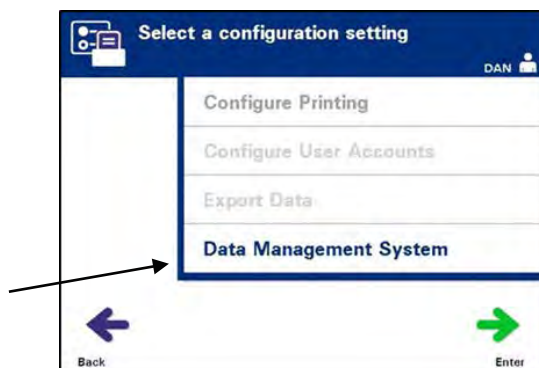 Select a configuration setting
DAN
Configure Printing
Configure User Accounts
Export Data
Data Management System
Back
Enter